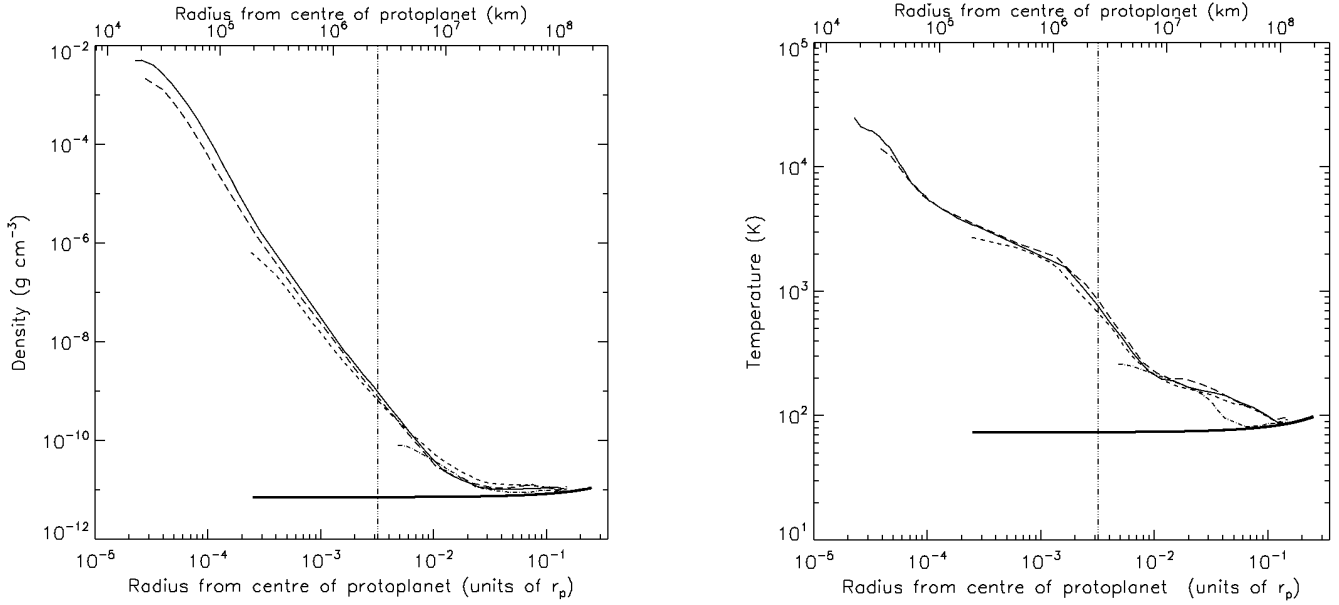 Radius from centre of protoplanet (km)
10^4 10^5 10^6 10^7 10^8
10^-2
10^-4
10^-6
10^-8
10^-10
10^-12
Density (g cm^-3)
10^-5 10^-4 10^-3 10^-2 10^-1
Radius from centre of protoplanet (units of r_p)
Radius from centre of protoplanet (km)
10^4 10^5 10^6 10^7 10^8
10^5
10^4
10^3
10^2
10^1
Temperature (K)
10^-5 10^-4 10^-3 10^-2 10^-1
Radius from centre of protoplanet (units of r_p)